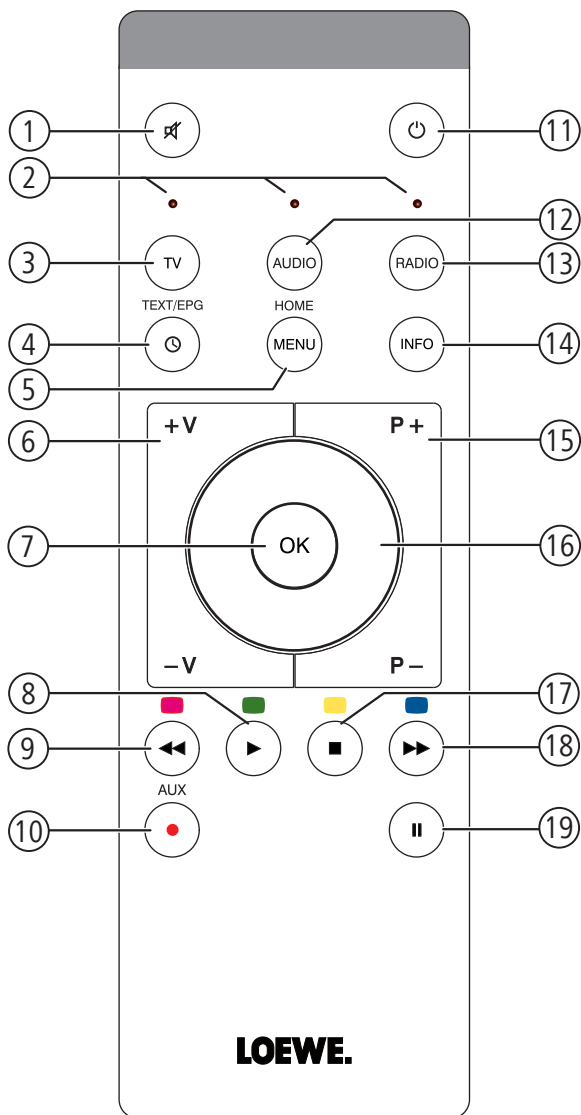 1
11
2
12
3 TV AUDIO RADIO 13
TEXT/EPG HOME
4 MENU INFO 14
5
+V P+
6 15
7 OK 16
–V P–
8 17
9 18
AUX
10 19
LOEWE.